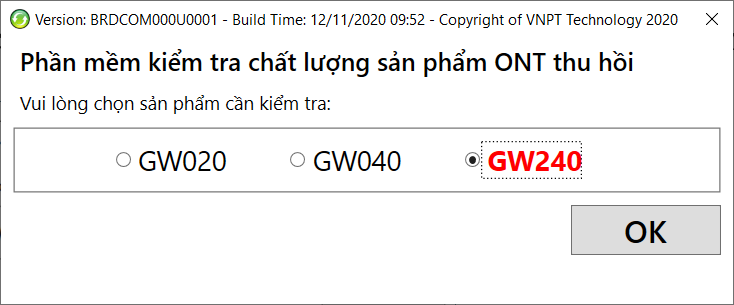 Version: BRDCOM000U0001 - Build Time: 12/11/2020 09:52 - Copyright of VNPT Technology 2020
Phần mềm kiểm tra chất lượng sản phẩm ONT thu hồi
Vui lòng chọn sản phẩm cần kiểm tra:
GW020 GW040 GW240
OK